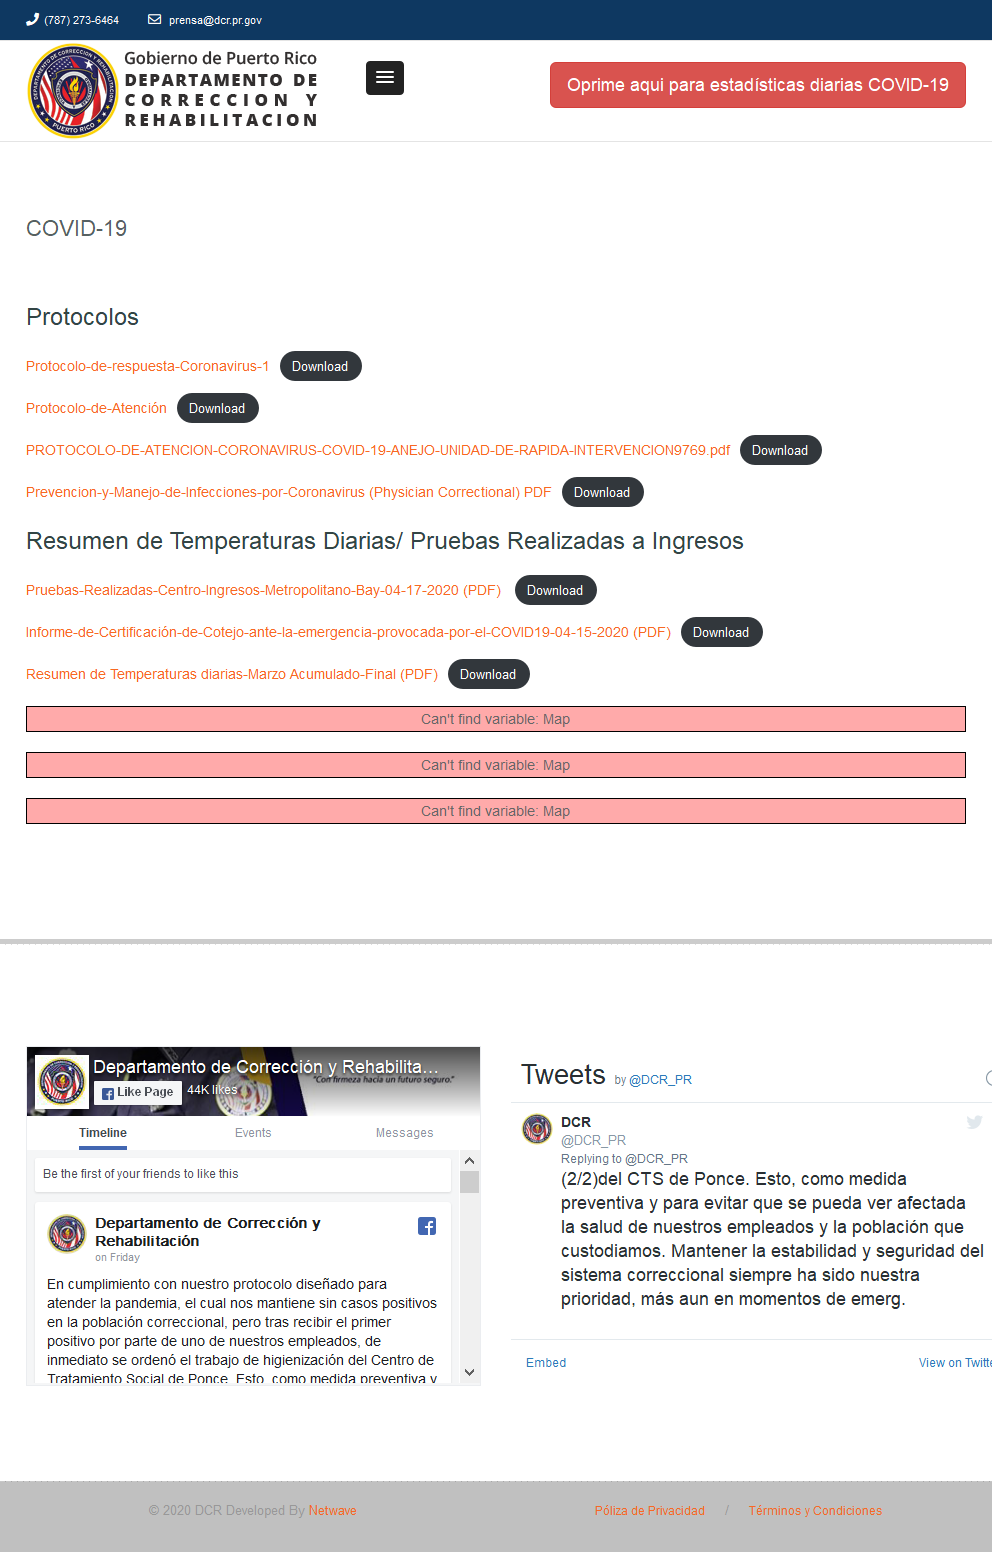 (787) 273-6464 prensa@dcr.pr.gov
Gobierno de Puerto Rico
DEPARTAMENTO DE
CORRECCION Y
REHABILITACION
Oprime aqui para estadísticas diarias COVID-19
COVID-19
Protocolos
Protocolo-de-respuesta-Coronavirus-1 Download
Protocolo-de-Atención Download
PROTOCOLO-DE-ATENCION-CORONAVIRUS-COVID-19-ANEJO-UNIDAD-DE-RAPIDA-INTERVENCION9769.pdf Download
Prevencion-y-Manejo-de-Infecciones-por-Coronavirus (Physician Correctional) PDF Download
Resumen de Temperaturas Diarias/ Pruebas Realizadas a Ingresos
Pruebas-Realizadas-Centro-Ingresos-Metropolitano-Bay-04-17-2020 (PDF) Download
Informe-de-Certificación-de-Cotejo-ante-la-emergencia-provocada-por-el-COVID19-04-15-2020 (PDF) Download
Resumen de Temperaturas diarias-Marzo Acumulado-Final (PDF) Download
Can't find variable: Map
Can't find variable: Map
Can't find variable: Map
Departamento de Corrección y Rehabilita...
"Con firmeza hacia un futuro seguro."
Like Page 44K likes
Timeline Events Messages
Be the first of your friends to like this
Departamento de Corrección y
Rehabilitación
on Friday
En cumplimiento con nuestro protocolo diseñado para
atender la pandemia, el cual nos mantiene sin casos positivos
en la población correccional, pero tras recibir el primer
positivo por parte de uno de nuestros empleados, de
inmediato se ordenó el trabajo de higienización del Centro de
Tratamiento Social de Ponce. Esto, como medida preventiva y
Tweets by @DCR_PR
DCR
@DCR_PR
Replying to @DCR_PR
(2/2)del CTS de Ponce. Esto, como medida
preventiva y para evitar que se pueda ver afectada
la salud de nuestros empleados y la población que
custodiamos. Mantener la estabilidad y seguridad del
sistema correccional siempre ha sido nuestra
prioridad, más aun en momentos de emerg.
Embed View on Twitte
© 2020 DCR Developed By Netwave
Póliza de Privacidad / Términos y Condiciones